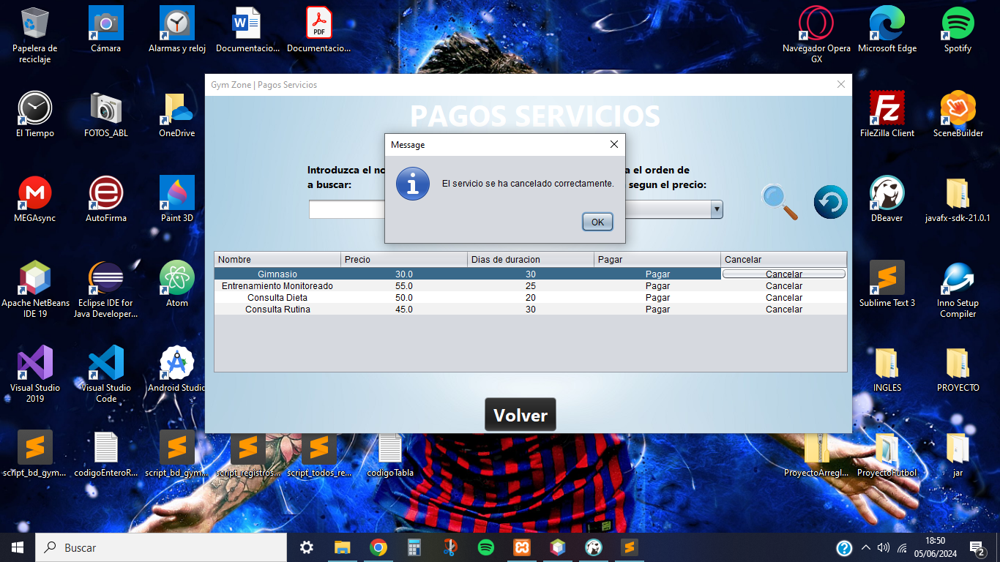 Papelera de
reciclaje
Cámara
Alarmas y reloj
Documentacio...
Documentacio...
Navegador Opera
GX
Microsoft Edge
Spotify
El Tiempo
FOTOS_ABL
OneDrive
FileZilla Client
SceneBuilder
MEGAsync
AutoFirma
Paint 3D
DBeaver
javafx-sdk-21.0.1
Apache NetBeans
IDE 19
Eclipse IDE for
Java Developer...
Atom
Sublime Text 3
Inno Setup
Compiler
Visual Studio
2019
Visual Studio
Code
Android Studio
INGLES
PROYECTO
script_bd_gym...
codigoEnteroR...
script_bd_gym...
script_registros...
script_todos_re...
codigoTabla
ProyectoArregl...
ProyectoFutbol
jar
Gym Zone | Pagos Servicios
PAGOS SERVICIOS
Introduzca el no
a buscar:
a el orden de
segun el precio:
Message
El servicio se ha cancelado correctamente.
OK
Nombre Precio Dias de duracion Pagar Cancelar
Gimnasio 30.0 30 Pagar Cancelar
Entrenamiento Monitoreado 55.0 25 Pagar Cancelar
Consulta Dieta 50.0 20 Pagar Cancelar
Consulta Rutina 45.0 30 Pagar Cancelar
Volver
Buscar
18:50
05/06/2024
2